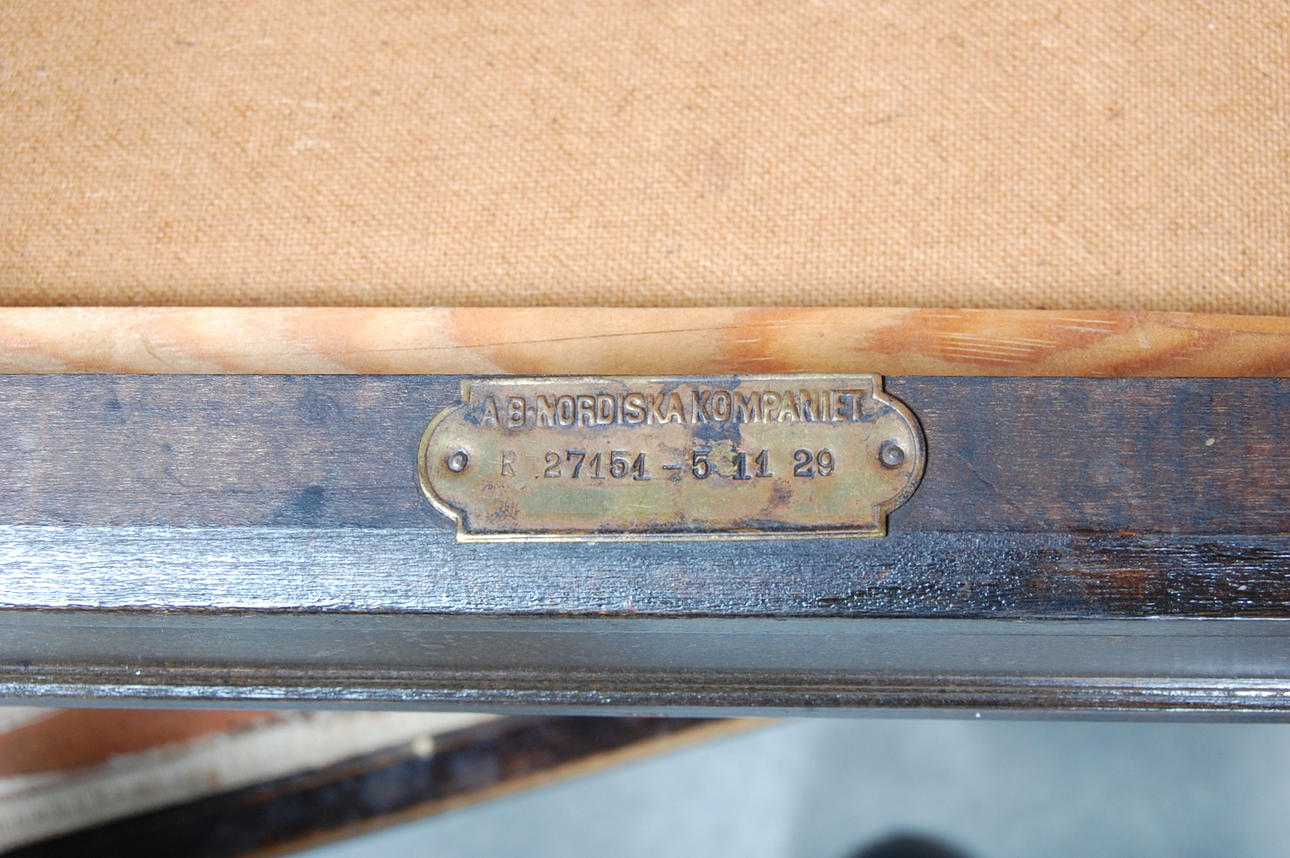 A.B. NORDISKA KOMPANIET
R 27151-5 11 29